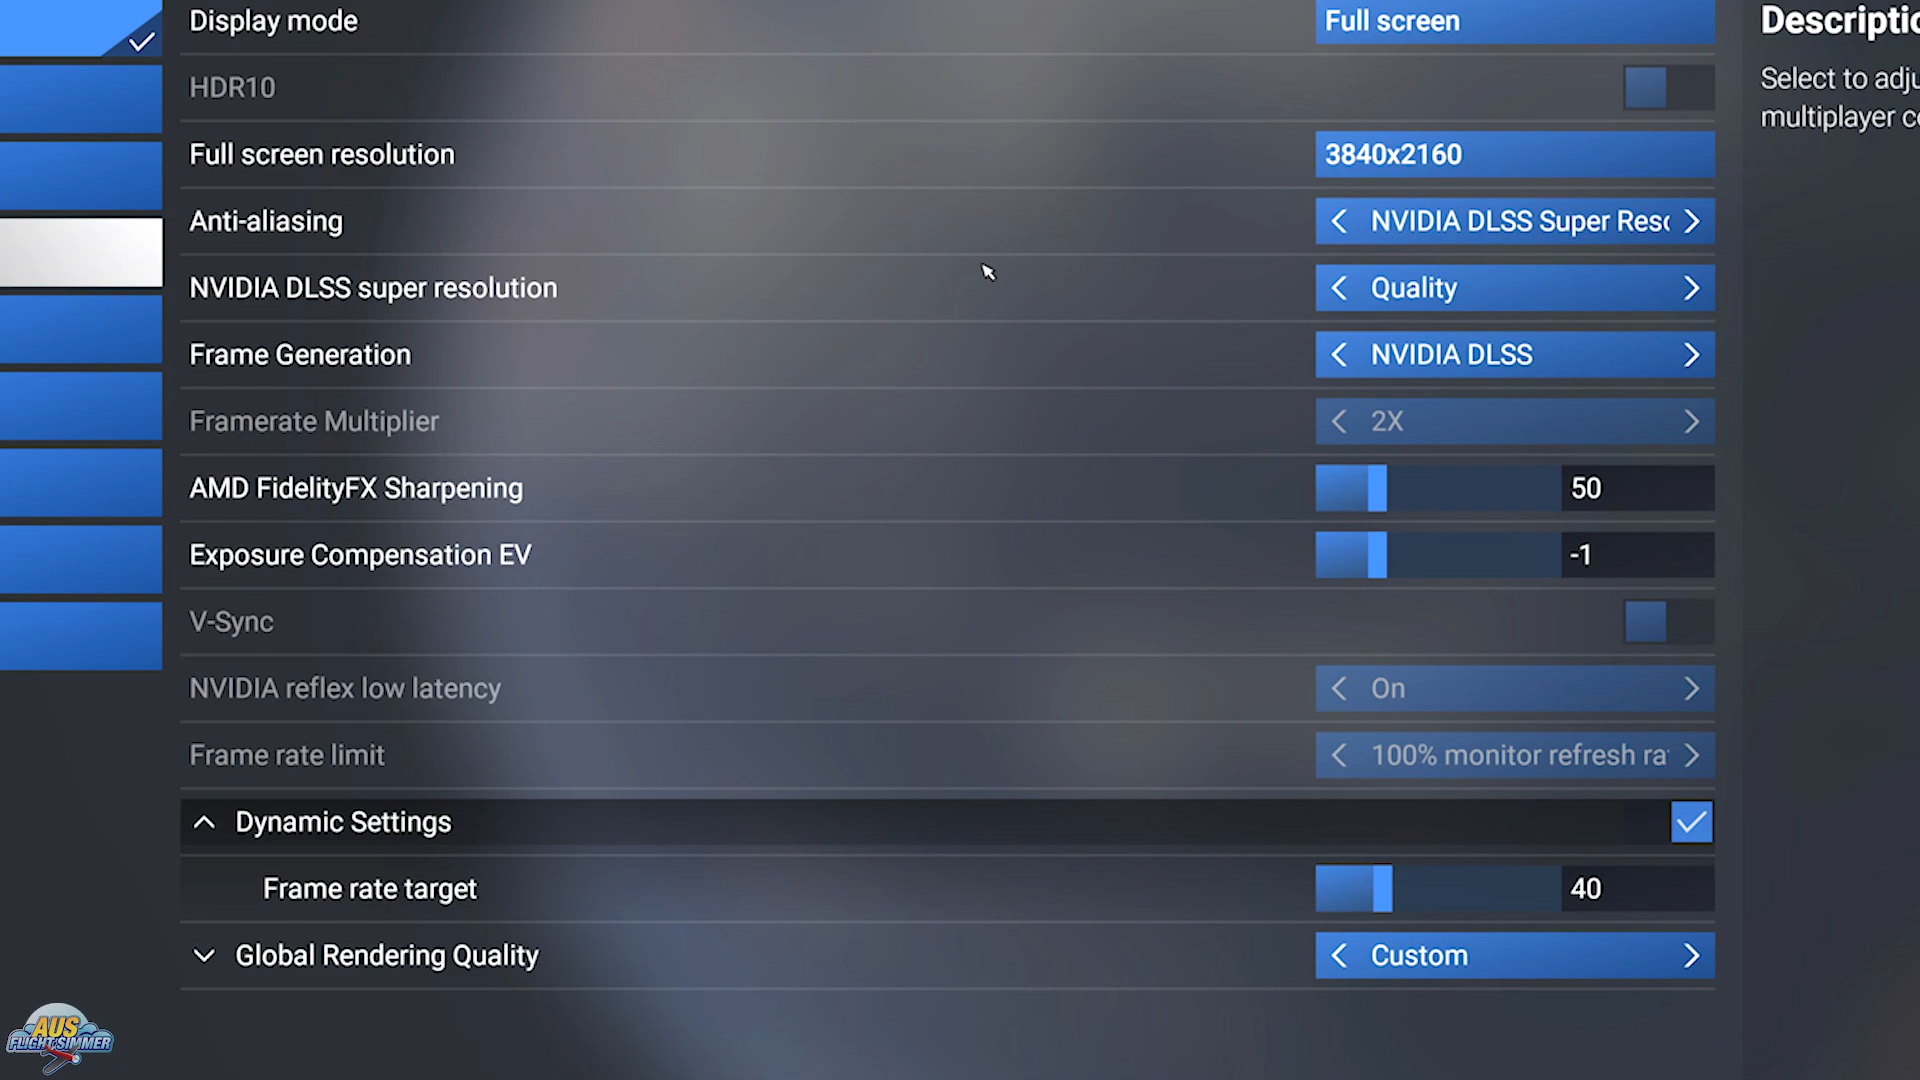 Display mode
Full screen
Descriptio
HDR10
Select to adju
multiplayer co
Full screen resolution
3840x2160
Anti-aliasing
NVIDIA DLSS Super Reso
NVIDIA DLSS super resolution
Quality
Frame Generation
NVIDIA DLSS
Framerate Multiplier
2X
AMD FidelityFX Sharpening
50
Exposure Compensation EV
-1
V-Sync
NVIDIA reflex low latency
On
Frame rate limit
100% monitor refresh ra
Dynamic Settings
Frame rate target
40
Global Rendering Quality
Custom
AUS
FLIGHTSIMMER